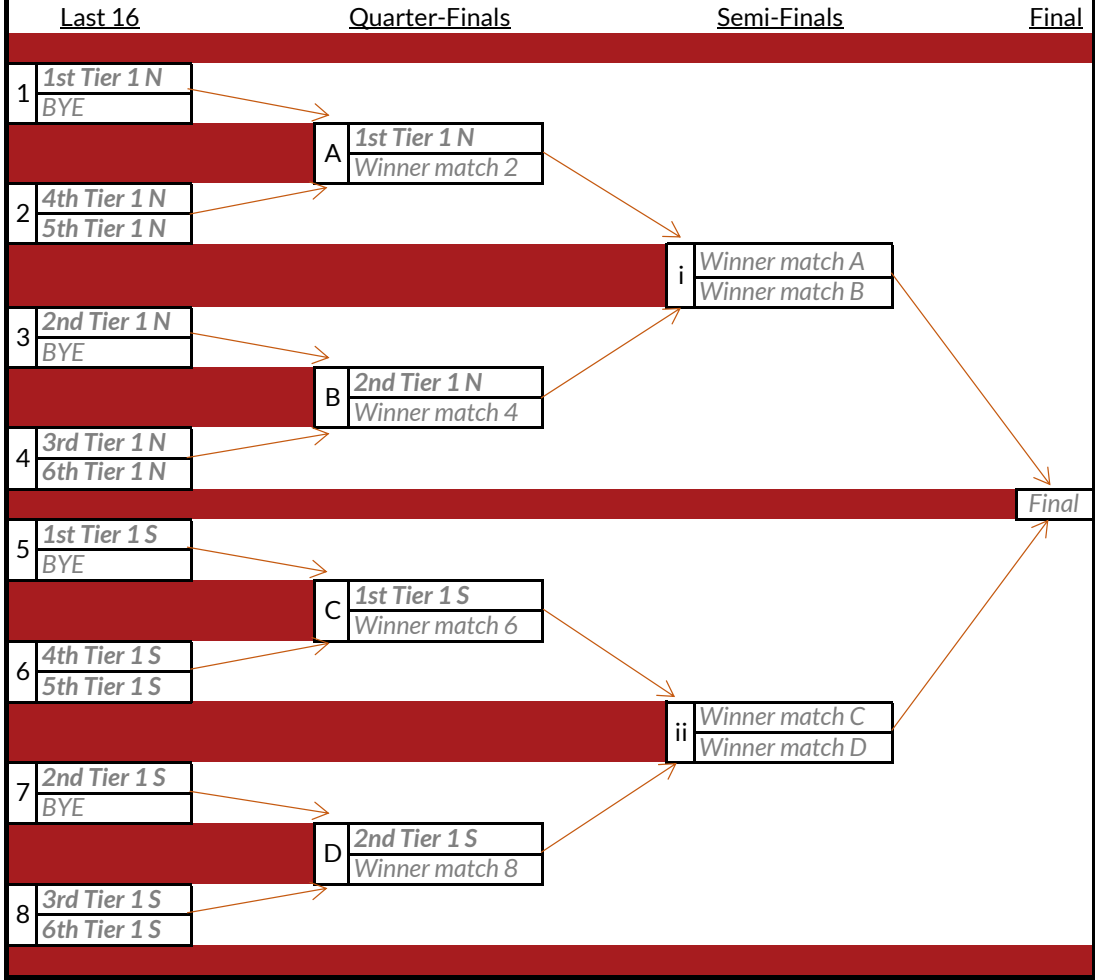 Last 16 Quarter-Finals Semi-Finals Final
1 1st Tier 1 N
BYE
A 1st Tier 1 N
Winner match 2
2 4th Tier 1 N
5th Tier 1 N
i Winner match A
Winner match B
3 2nd Tier 1 N
BYE
B 2nd Tier 1 N
Winner match 4
4 3rd Tier 1 N
6th Tier 1 N
Final
5 1st Tier 1 S
BYE
C 1st Tier 1 S
Winner match 6
6 4th Tier 1 S
5th Tier 1 S
ii Winner match C
Winner match D
7 2nd Tier 1 S
BYE
D 2nd Tier 1 S
Winner match 8
8 3rd Tier 1 S
6th Tier 1 S